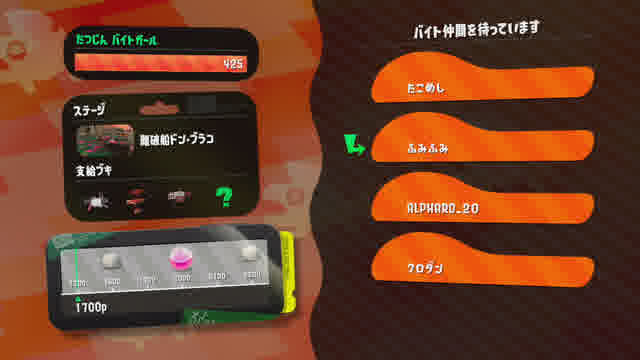 たつじん バイトガール
425
ステージ
難破船ドン・ブラコ
支給ブキ
?
1700p
バイト仲間を待っています
たこめし
ふみふみ
ALPHARD_20
クロダン